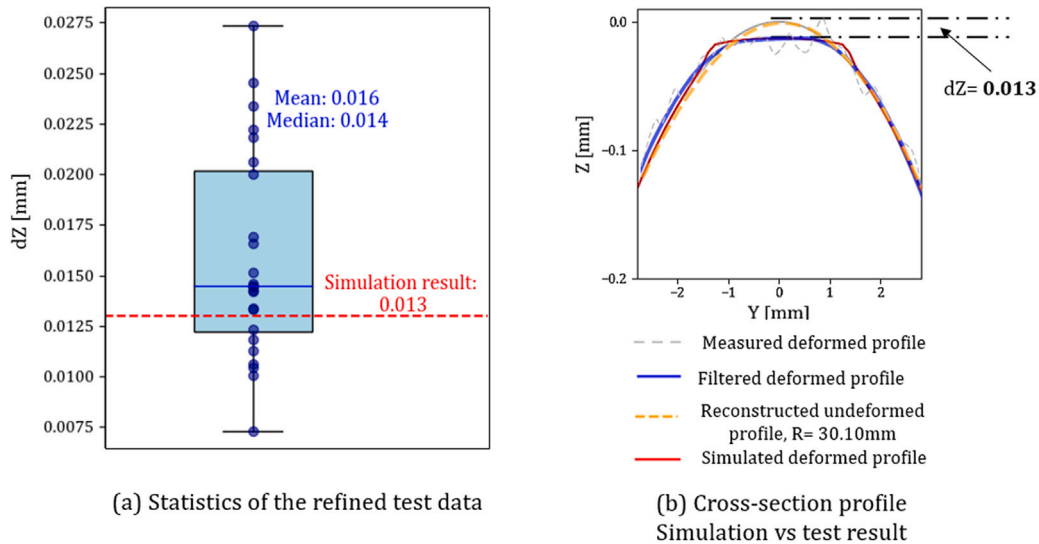 0.0275
0.0250
0.0225
0.0200
0.0175
0.0150
0.0125
0.0100
0.0075
dZ [mm]
Mean: 0.016
Median: 0.014
Simulation result:
0.013
(a) Statistics of the refined test data
0.0
−0.1
−0.2
Z [mm]
−2
−1
0
1
2
Y [mm]
dZ= 0.013
Measured deformed profile
Filtered deformed profile
Reconstructed undeformed
profile, R= 30.10mm
Simulated deformed profile
(b) Cross-section profile
Simulation vs test result